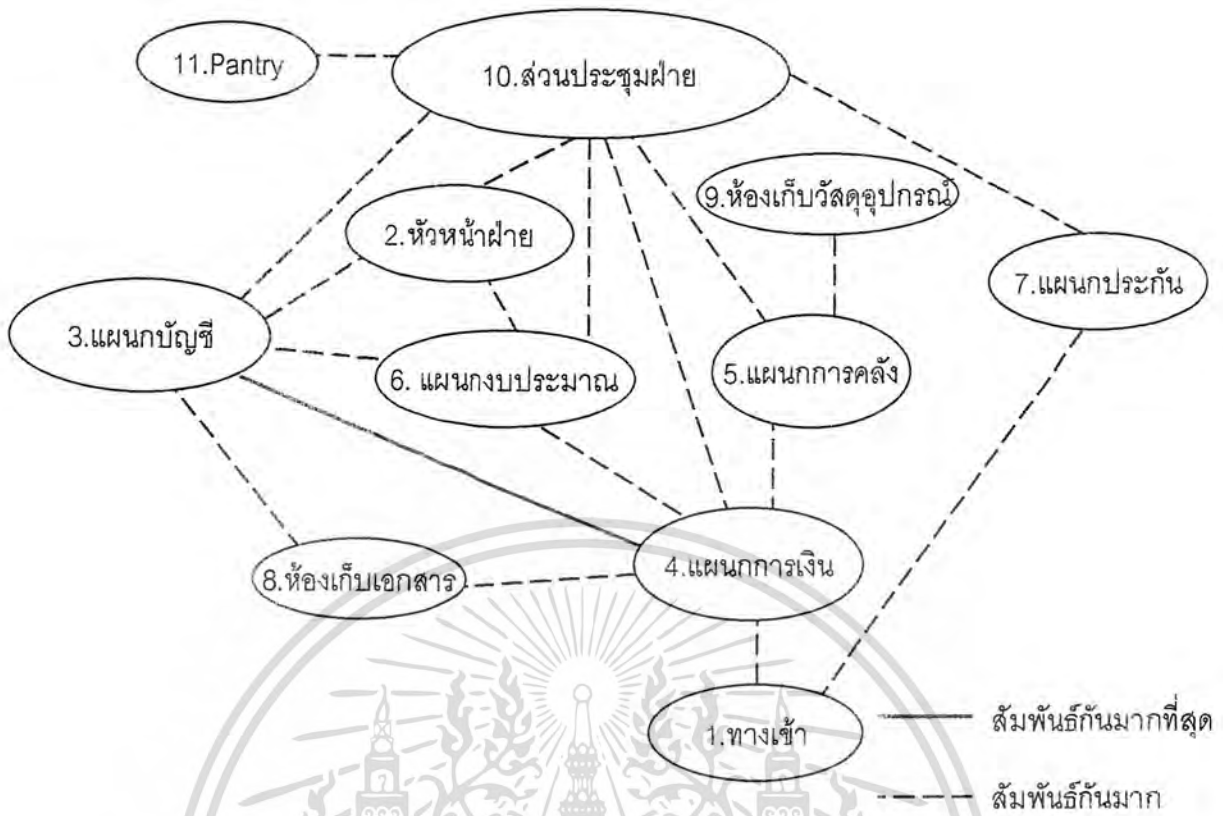 11.Pantry
10.ส่วนประชุมฝ่าย
9.ห้องเก็บวัสดุอุปกรณ์
2.หัวหน้าฝ่าย
7.แผนกประกัน
3.แผนกบัญชี
6. แผนกงบประมาณ
5.แผนกการคลัง
4.แผนกการเงิน
8.ห้องเก็บเอกสาร
1.ทางเข้า
สัมพันธ์กันมากที่สุด
สัมพันธ์กันมาก